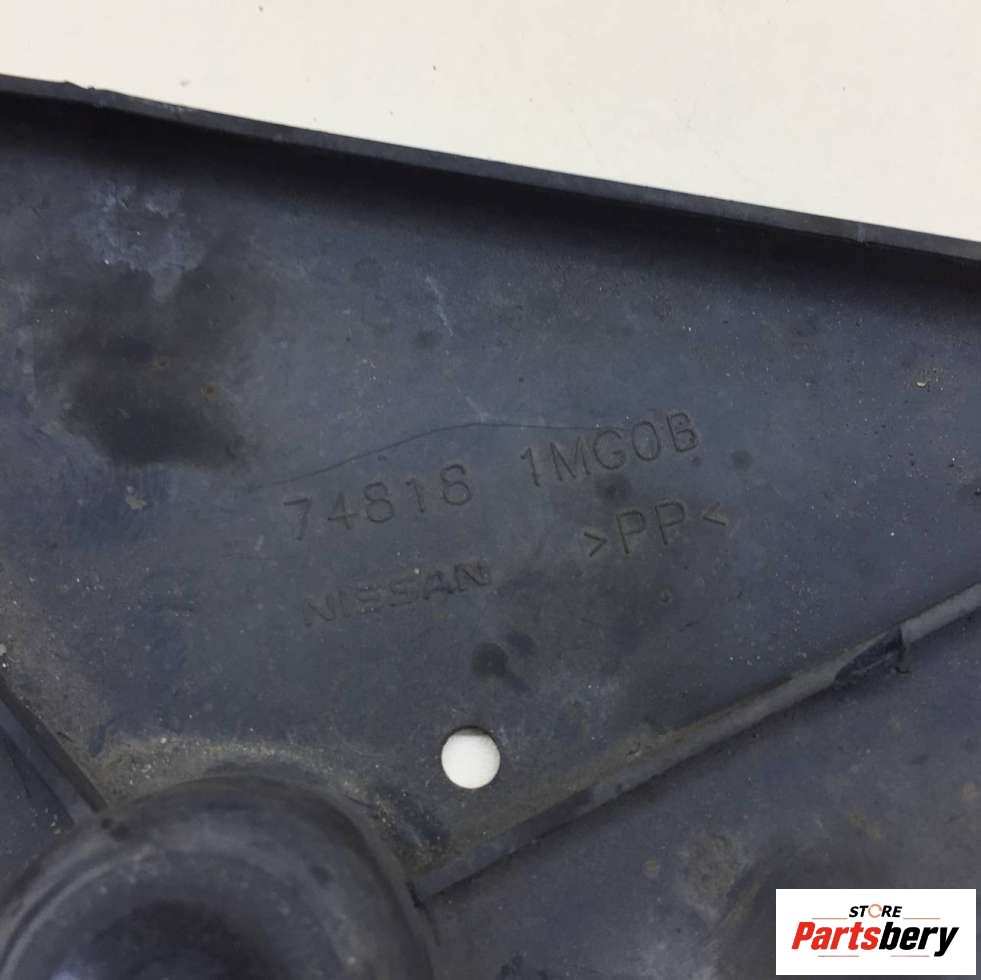 74818 1MG0B
>PP<
NISSAN
STORE
Partsbery